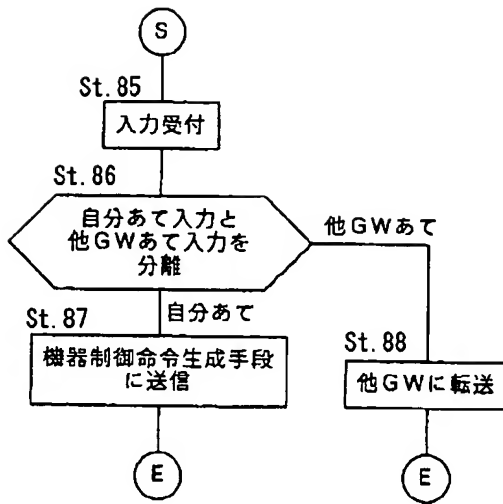 S
St.85
入力受付
St.86
自分あて入力と
他GWあて入力を
分離
他GWあて
自分あて
St.87
機器制御命令生成手段
に送信
St.88
他GWに転送
E
E